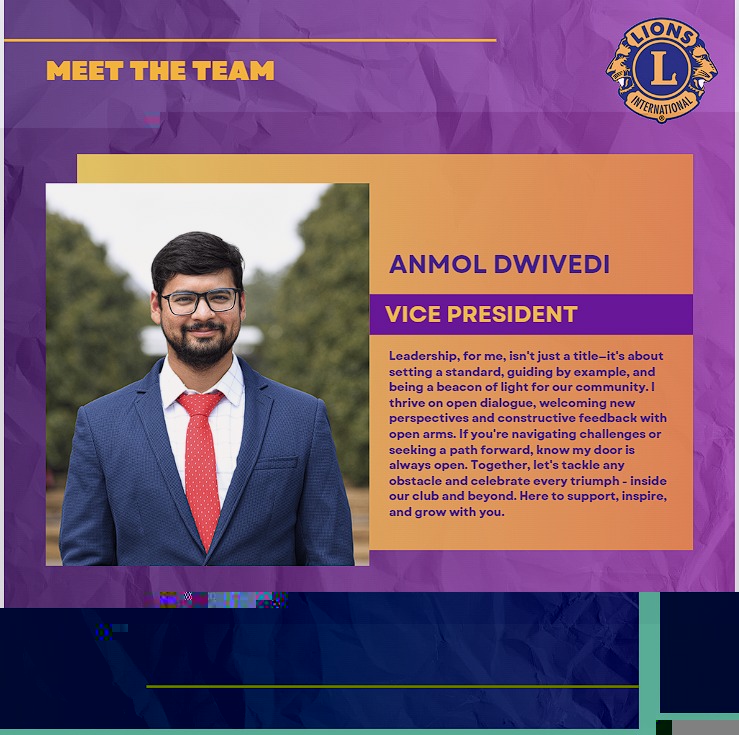 MEET THE TEAM
LIONS
L
INTERNATIONAL
®
ANMOL DWIVEDI
VICE PRESIDENT
Leadership, for me, isn't just a title—it's about
setting a standard, guiding by example, and
being a beacon of light for our community. I
thrive on open dialogue, welcoming new
perspectives and constructive feedback with
open arms. If you're navigating challenges or
seeking a path forward, know my door is
always open. Together, let's tackle any
obstacle and celebrate every triumph - inside
our club and beyond. Here to support, inspire,
and grow with you.